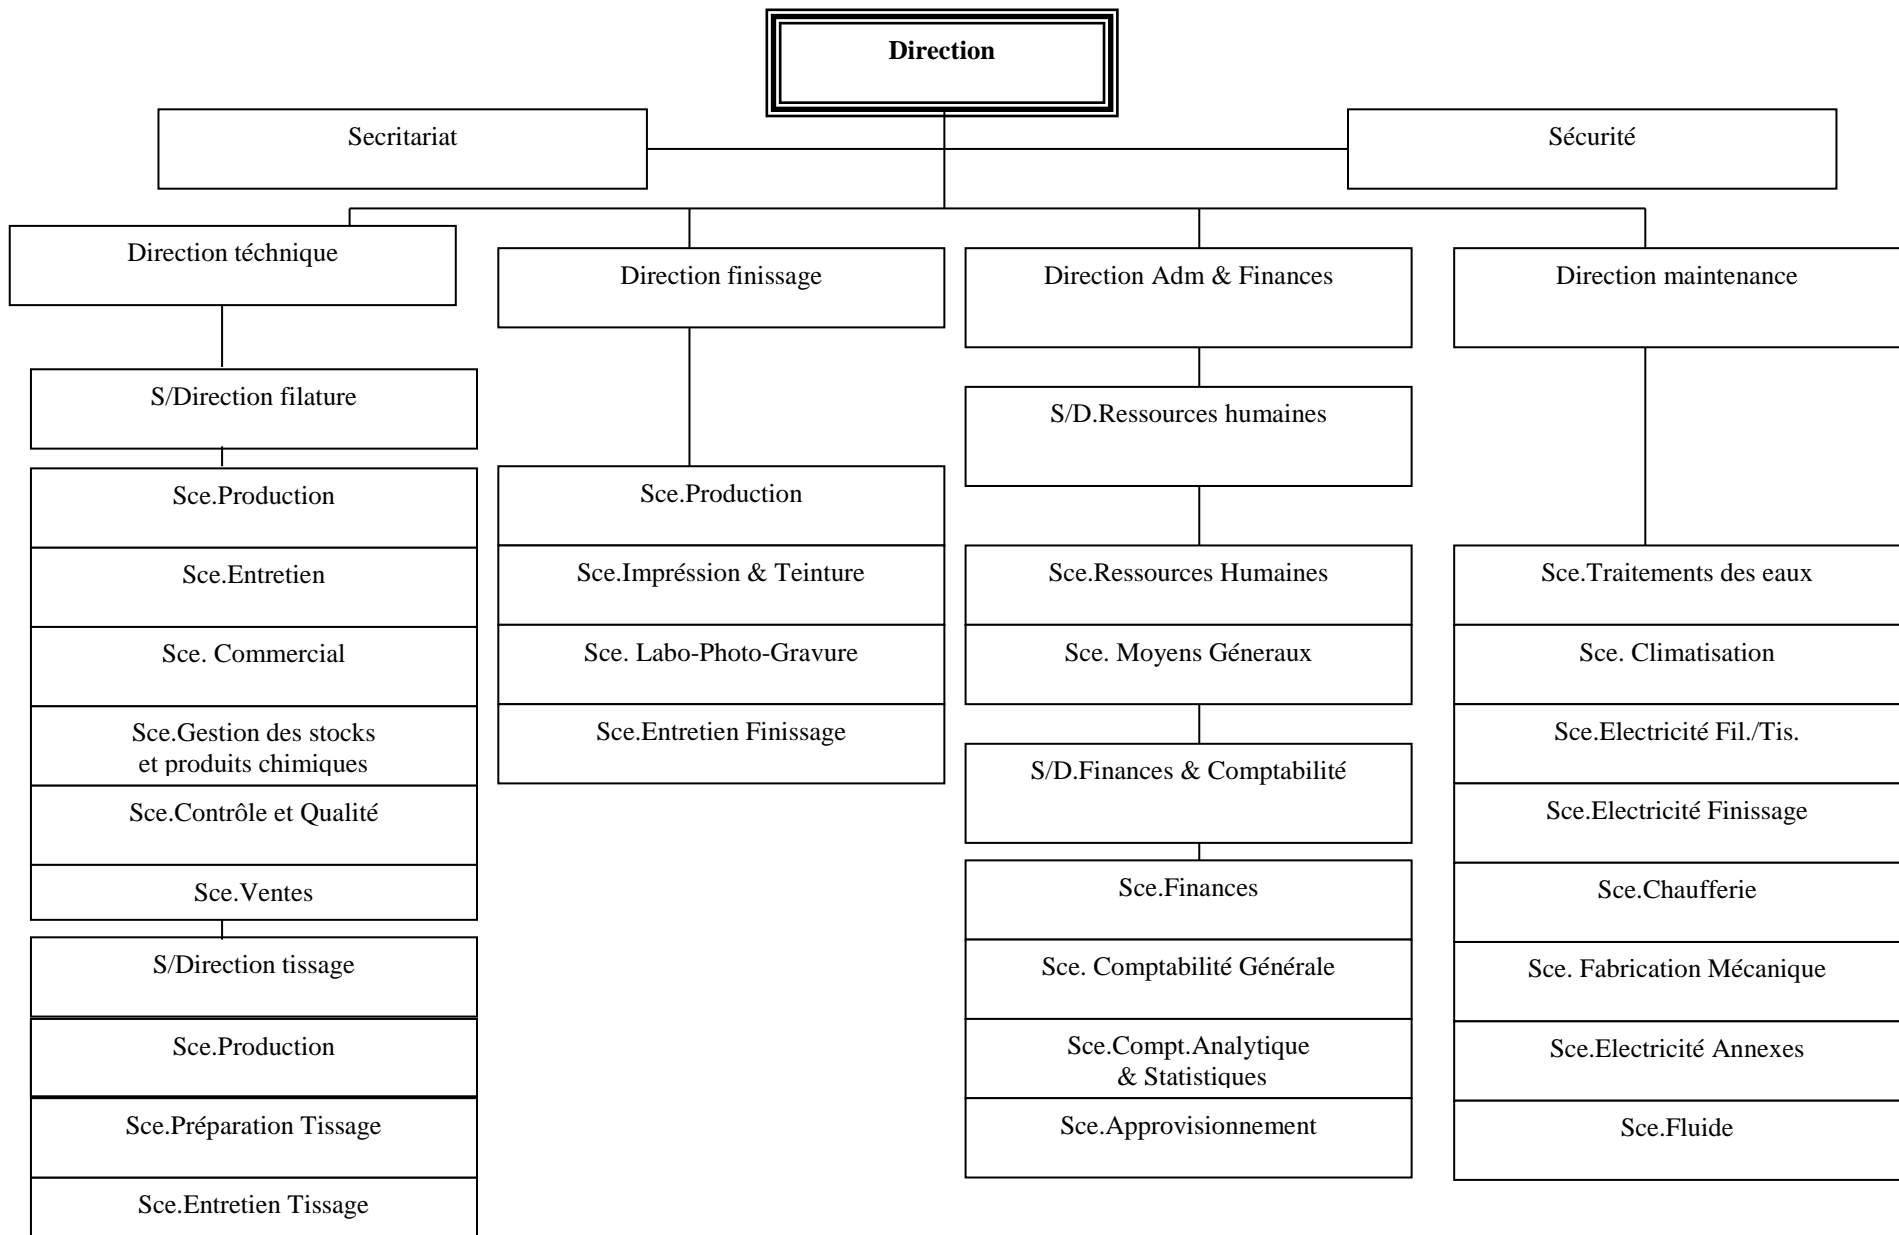 Direction
Secritariat
Sécurité
Direction téchnique
Direction finissage
Direction Adm & Finances
Direction maintenance
S/Direction filature
Sce.Production
Sce.Entretien
Sce. Commercial
Sce.Gestion des stocks
et produits chimiques
Sce.Contrôle et Qualité
Sce.Ventes
S/Direction tissage
Sce.Production
Sce.Préparation Tissage
Sce.Entretien Tissage
Sce.Production
Sce.Impréssion & Teinture
Sce. Labo-Photo-Gravure
Sce.Entretien Finissage
S/D.Ressources humaines
Sce.Ressources Humaines
Sce. Moyens Géneraux
S/D.Finances & Comptabilité
Sce.Finances
Sce. Comptabilité Générale
Sce.Compt.Analytique
& Statistiques
Sce.Approvisionnement
Sce.Traitements des eaux
Sce. Climatisation
Sce.Electricité Fil./Tis.
Sce.Electricité Finissage
Sce.Chaufferie
Sce. Fabrication Mécanique
Sce.Electricité Annexes
Sce.Fluide